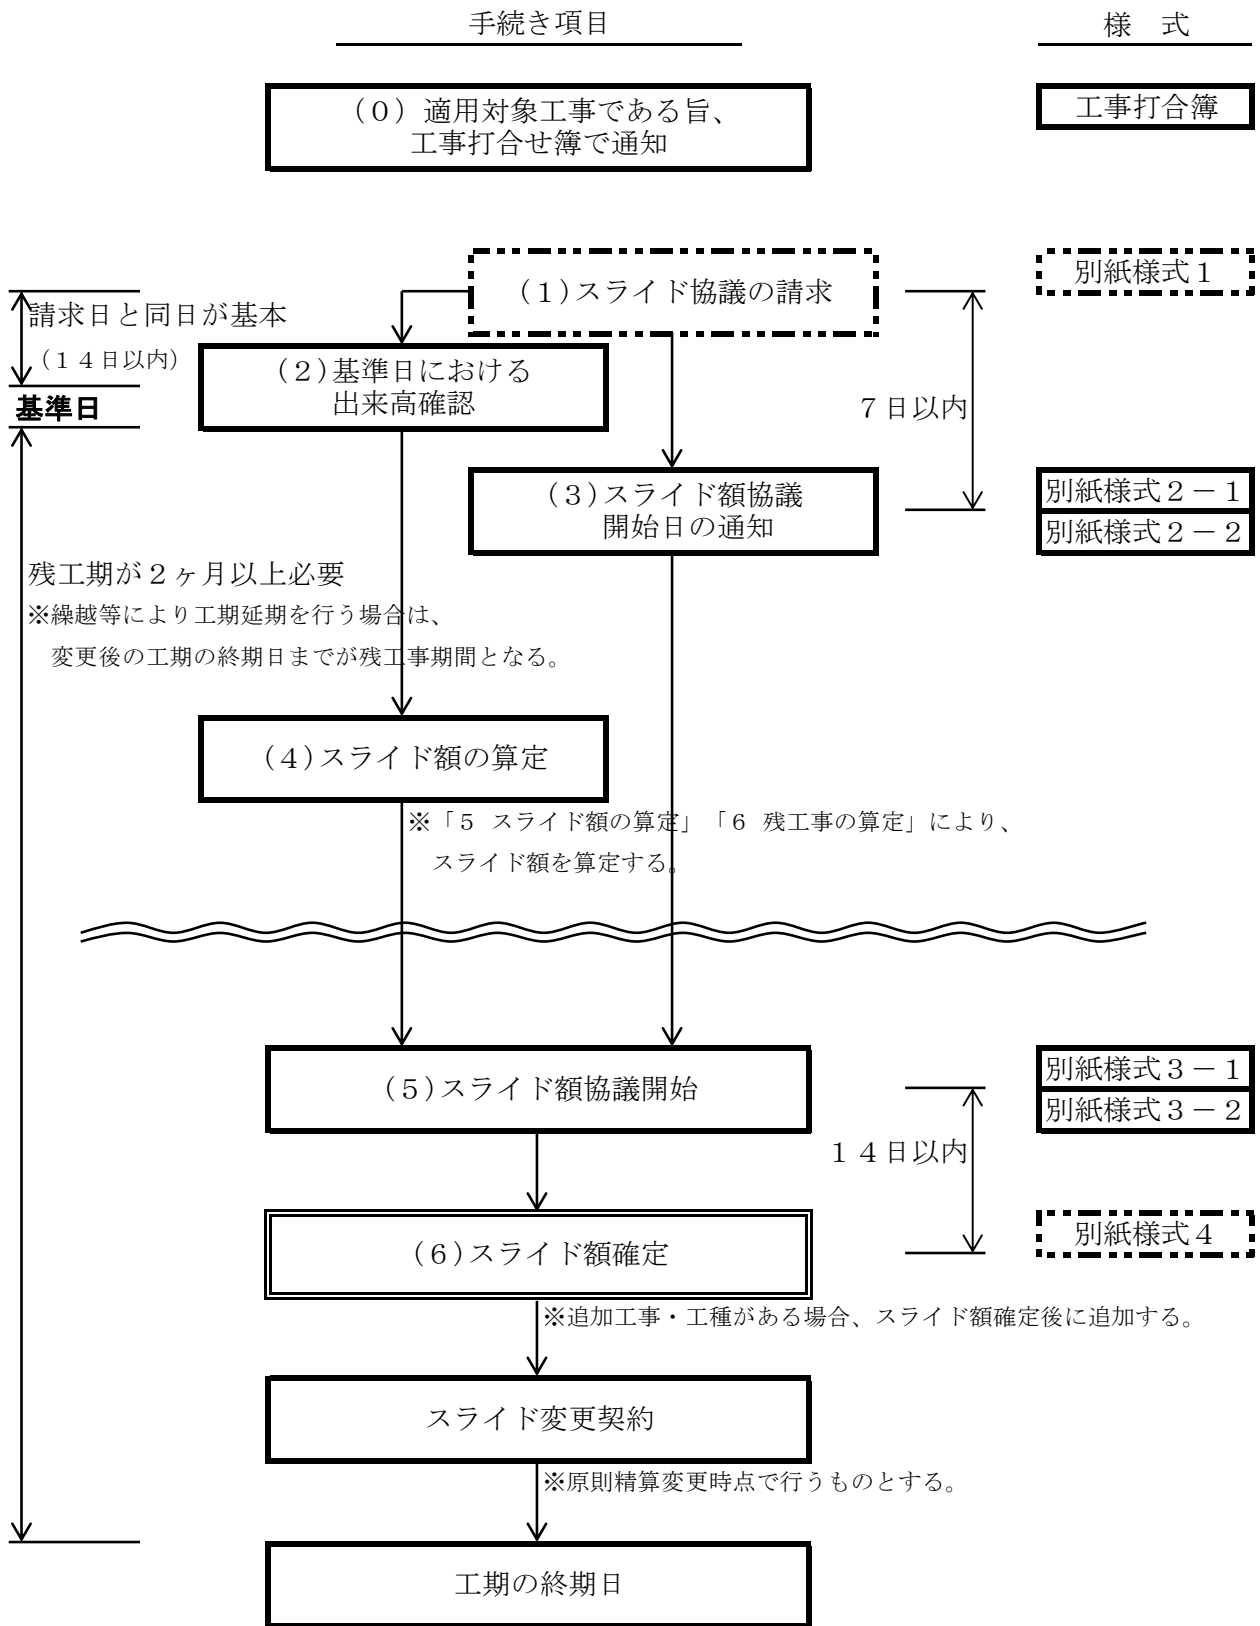 手続き項目
様　式
（０）適用対象工事である旨、
工事打合せ簿で通知
工事打合簿
（１）スライド協議の請求
別紙様式１
請求日と同日が基本
（１４日以内）
基準日
（２）基準日における
出来高確認
７日以内
（３）スライド額協議
開始日の通知
別紙様式２－１
別紙様式２－２
残工期が２ヶ月以上必要
※繰越等により工期延期を行う場合は、
変更後の工期の終期日までが残工事期間となる。
（４）スライド額の算定
※「５ スライド額の算定」「６ 残工事の算定」により、
スライド額を算定する。
（５）スライド額協議開始
別紙様式３－１
別紙様式３－２
１４日以内
（６）スライド額確定
別紙様式４
※追加工事・工種がある場合、スライド額確定後に追加する。
スライド変更契約
※原則精算変更時点で行うものとする。
工期の終期日